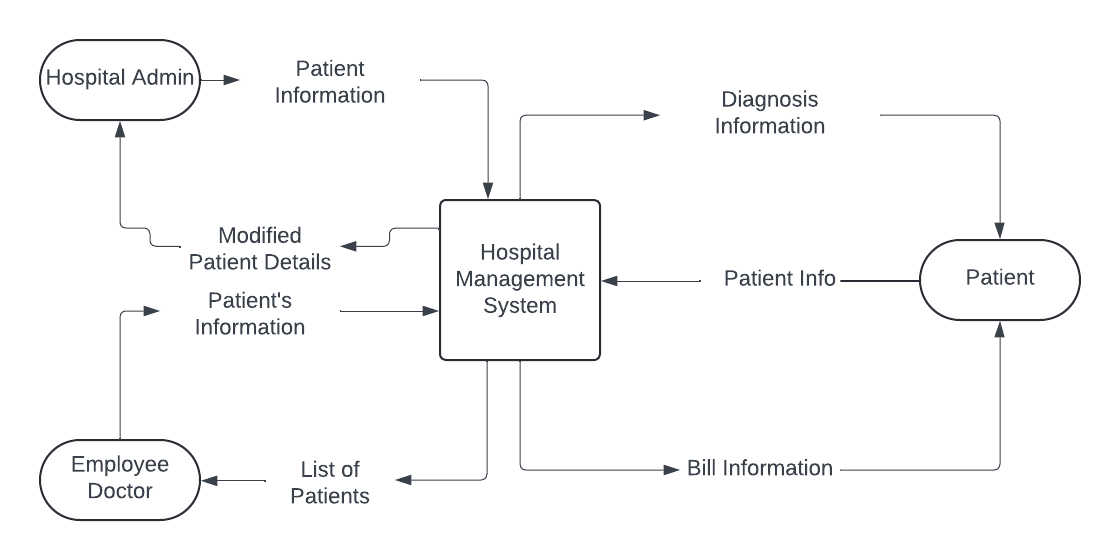 Hospital Admin
Patient
Information
Diagnosis
Information
Modified
Patient Details
Hospital
Management
System
Patient Info
Patient
Patient's
Information
Employee
Doctor
List of
Patients
Bill Information